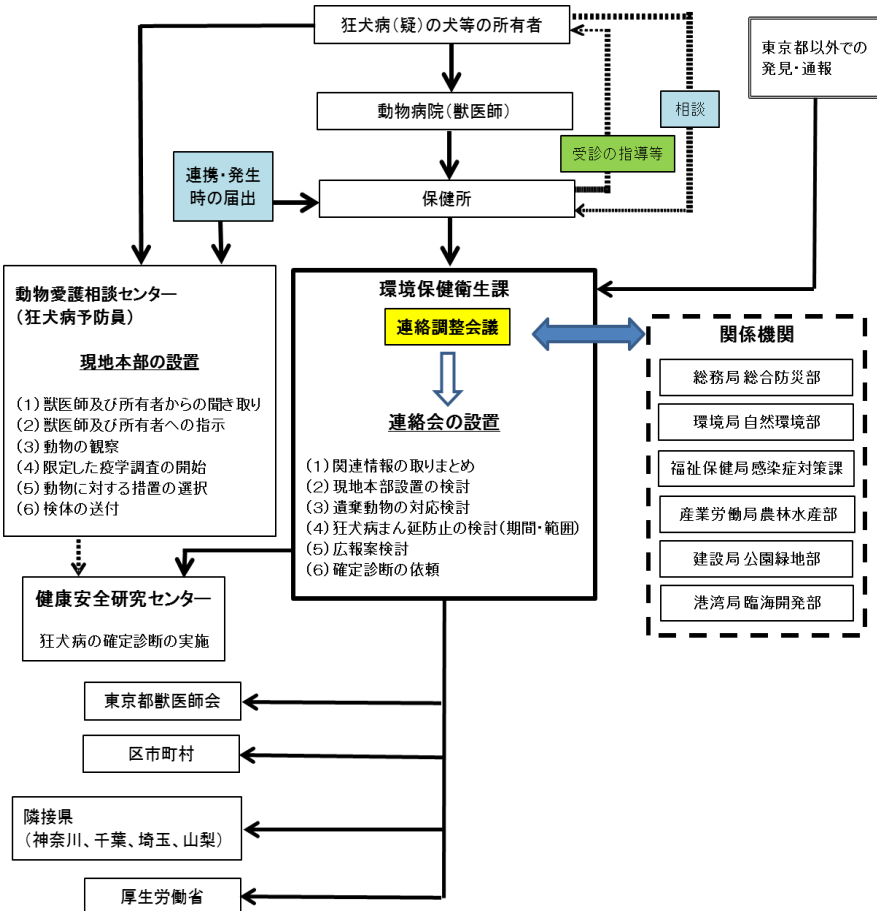 狂犬病(疑)の犬等の所有者
東京都以外での
発見・通報
動物病院(獣医師)
相談
受診の指導等
連携・発生
時の届出
保健所
動物愛護相談センター
(狂犬病予防員)
現地本部の設置
(1)獣医師及び所有者からの聞き取り
(2)獣医師及び所有者への指示
(3)動物の観察
(4)限定した疫学調査の開始
(5)動物に対する措置の選択
(6)検体の送付
環境保健衛生課
連絡調整会議
連絡会の設置
(1)関連情報の取りまとめ
(2)現地本部設置の検討
(3)遺棄動物の対応検討
(4)狂犬病まん延防止の検討(期間・範囲)
(5)広報案検討
(6)確定診断の依頼
関係機関
総務局 総合防災部
環境局 自然環境部
福祉保健局 感染症対策課
産業労働局 農林水産部
建設局 公園緑地部
港湾局 臨海開発部
健康安全研究センター
狂犬病の確定診断の実施
東京都獣医師会
区市町村
隣接県
(神奈川、千葉、埼玉、山梨)
厚生労働省